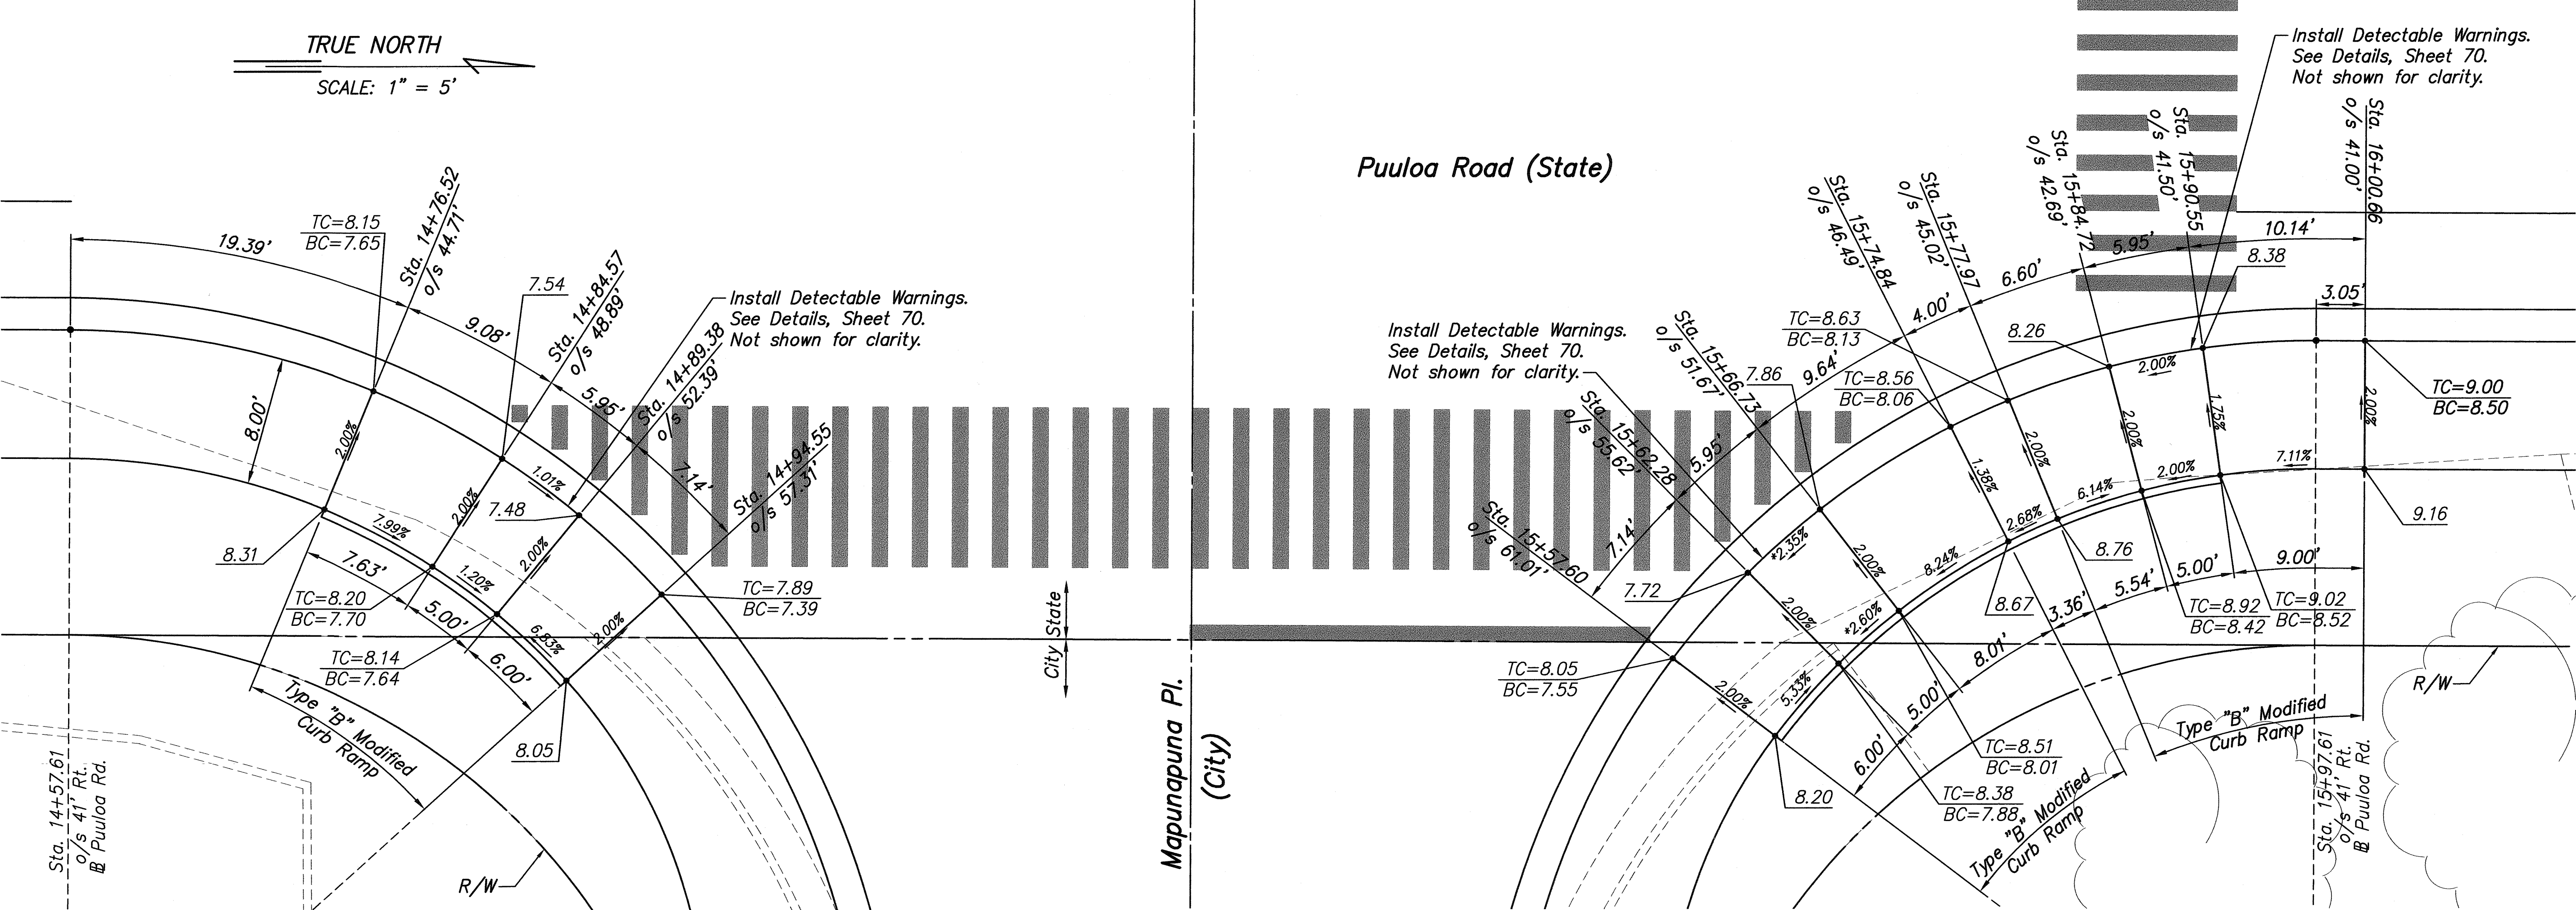 TRUE NORTH
SCALE: 1" = 5'
Puuloa Road (State)
Install Detectable Warnings.
See Details, Sheet 70.
Not shown for clarity.
19.39'
TC=8.15
BC=7.65
Sta. 14+76.52
o/s 44.71'
9.08'
7.54
Sta. 14+84.57
o/s 48.89'
5.95'
Install Detectable Warnings.
See Details, Sheet 70.
Not shown for clarity.
Sta. 14+89.38
o/s 52.39'
7.14'
Sta. 14+94.55
o/s 57.31'
8.00'
2.00%
2.00%
1.01%
7.48
2.00%
7.99%
8.31
7.63'
1.20%
TC=8.20
BC=7.70
5.00'
6.83%
2.00%
TC=7.89
BC=7.39
TC=8.14
BC=7.64
6.00'
8.05
Type "B" Modified
Curb Ramp
Sta. 14+57.61
o/s 41' Rt.
B Puuloa Rd.
R/W
City
State
Mapunapuna Pl.
(City)
Install Detectable Warnings.
See Details, Sheet 70.
Not shown for clarity.
Sta. 15+57.60
o/s 61.01'
7.14'
Sta. 15+62.28
o/s 55.62'
5.95'
Sta. 15+66.73
o/s 51.67'
7.86
9.64'
TC=8.63
BC=8.13
TC=8.56
BC=8.06
Sta. 15+74.84
o/s 46.49'
4.00'
Sta. 15+77.97
o/s 45.02'
6.60'
8.26
Sta. 15+84.72
o/s 42.69'
5.95'
Sta. 15+90.55
o/s 41.50'
10.14'
8.38
Sta. 16+00.66
o/s 41.00'
3.05'
TC=9.00
BC=8.50
2.00%
1.75%
2.00%
2.00%
7.11%
2.00%
9.16
2.00%
6.14%
1.38%
2.68%
8.76
8.24%
2.00%
*2.35%
7.72
2.00%
*2.60%
8.67
3.36'
5.54'
5.00'
9.00'
TC=8.92
BC=8.42
TC=9.02
BC=8.52
8.01'
5.00'
6.00'
TC=8.05
BC=7.55
2.00%
5.33%
8.20
TC=8.51
BC=8.01
TC=8.38
BC=7.88
Type "B" Modified
Curb Ramp
Type "B" Modified
Curb Ramp
Sta. 15+97.61
o/s 41' Rt.
B Puuloa Rd.
R/W